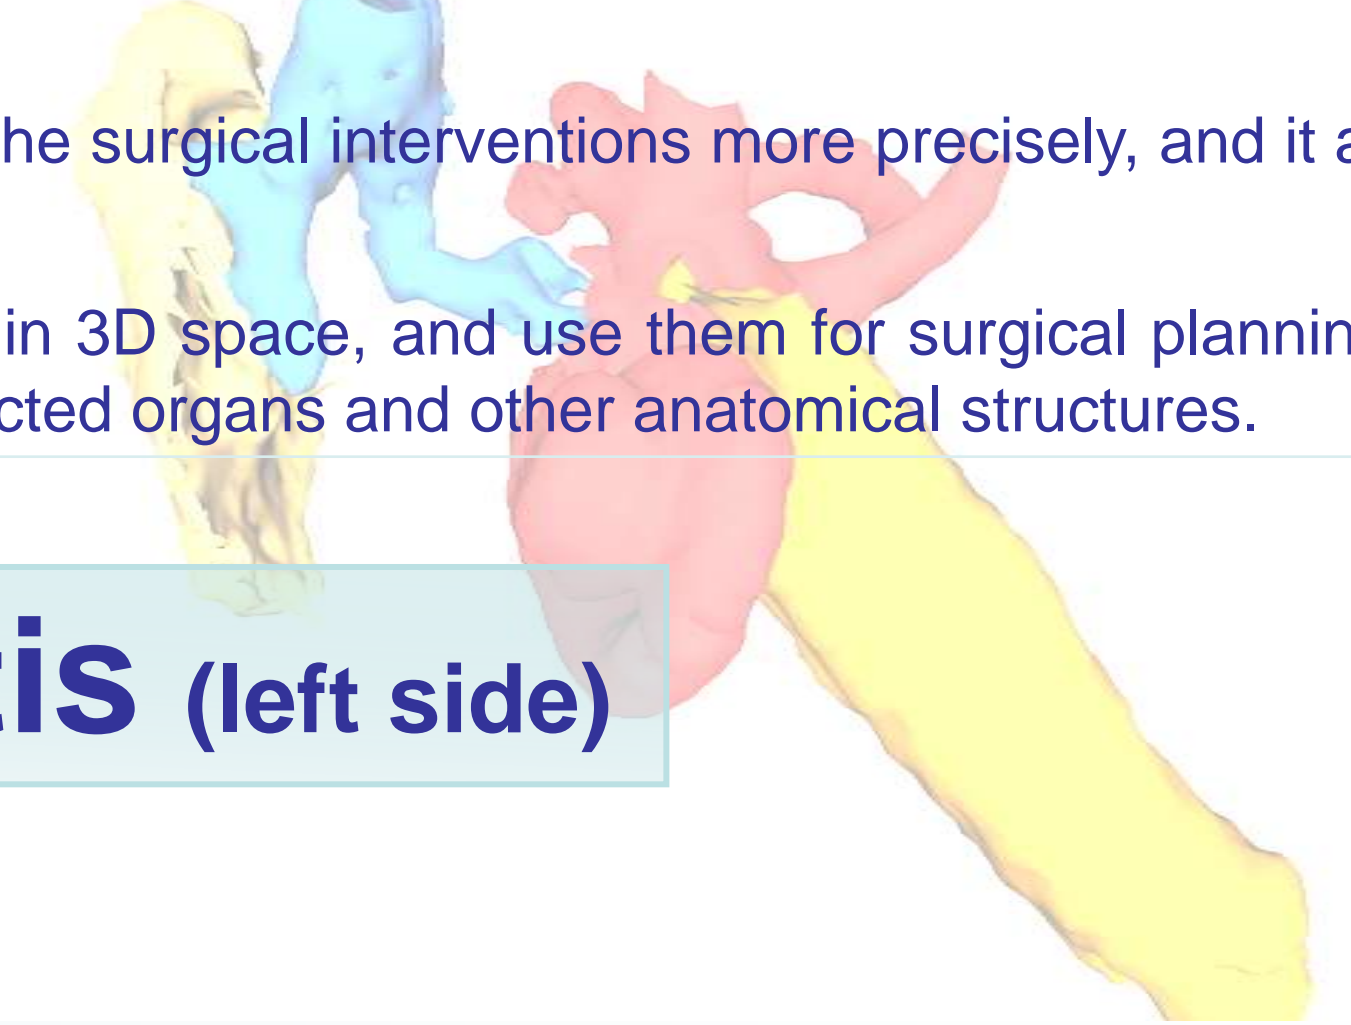 he surgical interventions more precisely, and it a
in 3D space, and use them for surgical plannin
cted organs and other anatomical structures.
tis (left side)